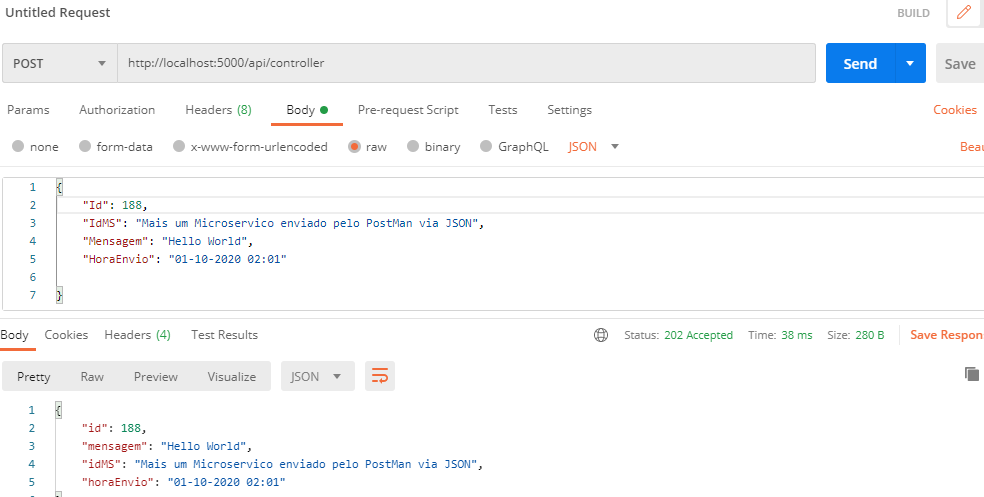 Untitled Request BUILD
POST http://localhost:5000/api/controller Send Save
Params Authorization Headers (8) Body Pre-request Script Tests Settings Cookies
none form-data x-www-form-urlencoded raw binary GraphQL JSON Beau
1 {
2 "Id": 188,
3 "IdMS": "Mais um Microservico enviado pelo PostMan via JSON",
4 "Mensagem": "Hello World",
5 "HoraEnvio": "01-10-2020 02:01"
6
7 }
Body Cookies Headers (4) Test Results Status: 202 Accepted Time: 38 ms Size: 280 B Save Respon
Pretty Raw Preview Visualize JSON
1 {
2 "id": 188,
3 "mensagem": "Hello World",
4 "idMS": "Mais um Microservico enviado pelo PostMan via JSON",
5 "horaEnvio": "01-10-2020 02:01"
}